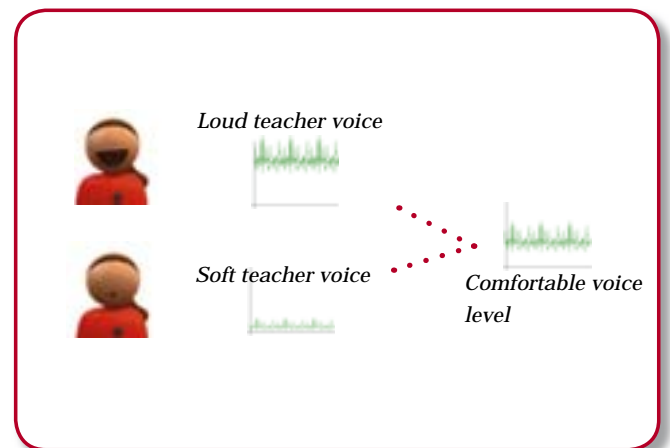 Loud teacher voice
Soft teacher voice
Comfortable voice
level